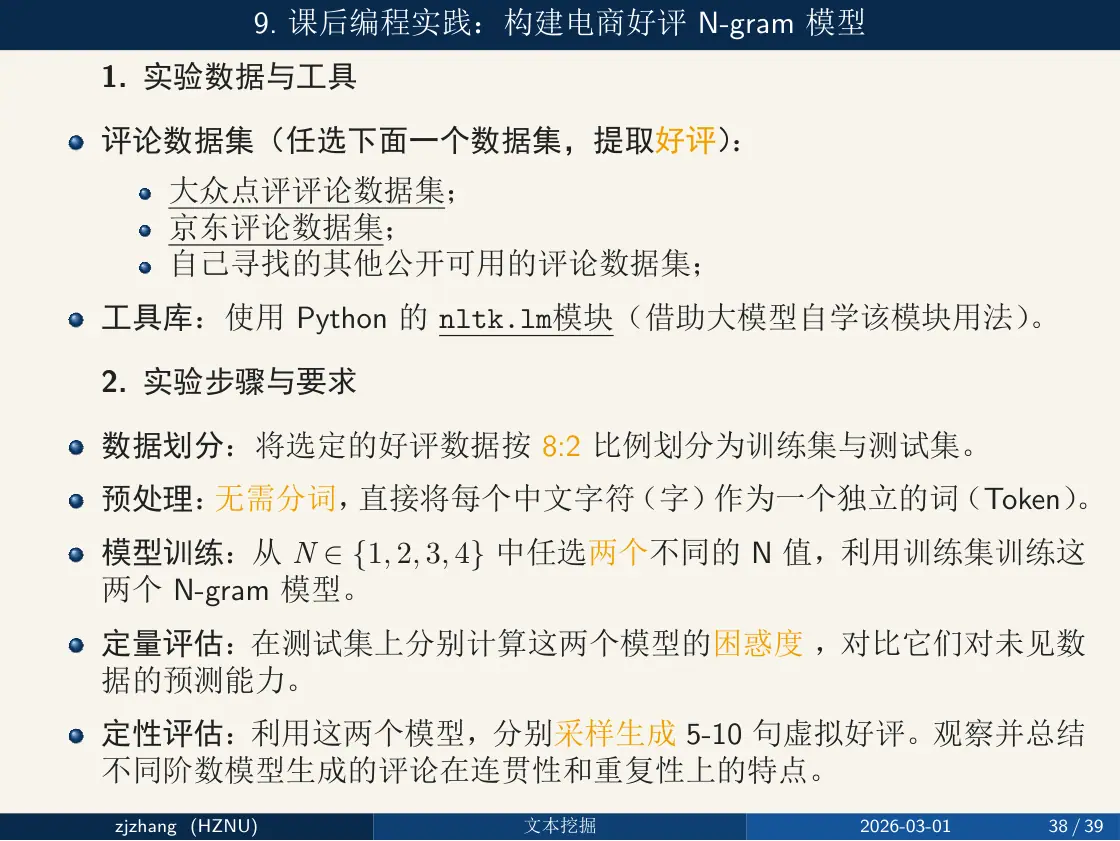 9. 课后编程实践：构建电商好评 N-gram 模型
1. 实验数据与工具
评论数据集（任选下面一个数据集，提取好评）：
大众点评评论数据集；
京东评论数据集；
自己寻找的其他公开可用的评论数据集；
工具库：使用 Python 的 nltk.lm模块（借助大模型自学该模块用法）。
2. 实验步骤与要求
数据划分：将选定的好评数据按 8:2 比例划分为训练集与测试集。
预处理：无需分词，直接将每个中文字符（字）作为一个独立的词（Token）。
模型训练：从 N ∈ {1, 2, 3, 4} 中任选两个不同的 N 值，利用训练集训练这
两个 N-gram 模型。
定量评估：在测试集上分别计算这两个模型的困惑度 ，对比它们对未见数
据的预测能力。
定性评估：利用这两个模型，分别采样生成 5-10 句虚拟好评。观察并总结
不同阶数模型生成的评论在连贯性和重复性上的特点。
zjzhang (HZNU) 文本挖掘 2026-03-01 38 / 39